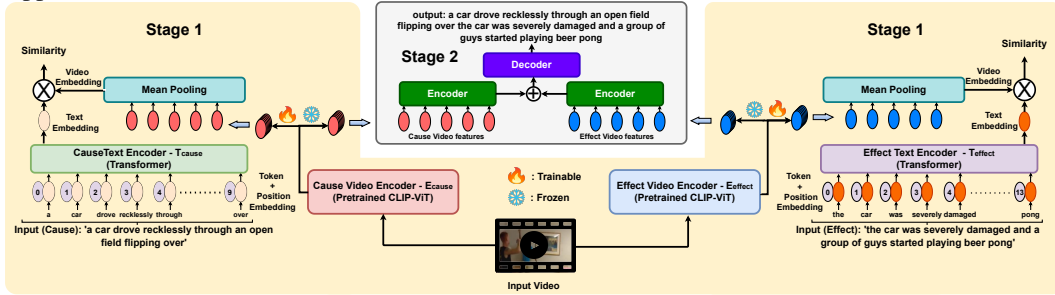 Stage 1
Similarity
Video
Embedding
Mean Pooling
Text
Embedding
CauseText Encoder - Tcause
(Transformer)
0
1
2
3
4
9
Token
+
Position
Embedding
a
car
drove
recklessly
through
over
Input (Cause): 'a car drove recklessly through an open
field flipping over'
output: a car drove recklessly through an open field
flipping over the car was severely damaged and a group of
guys started playing beer pong
Stage 2
Decoder
Encoder
Encoder
Cause Video features
Effect Video features
Cause Video Encoder - Ecause
(Pretrained CLIP-ViT)
: Trainable
: Frozen
Effect Video Encoder - Eeffect
(Pretrained CLIP-ViT)
Input Video
Stage 1
Similarity
Video
Embedding
Mean Pooling
Text
Embedding
Effect Text Encoder - Teffect
(Transformer)
Token
+
Position
Embedding
0
1
2
3
4
13
the
car
was
severely
damaged
pong
Input (Effect): 'the car was severely damaged and a
group of guys started playing beer pong'